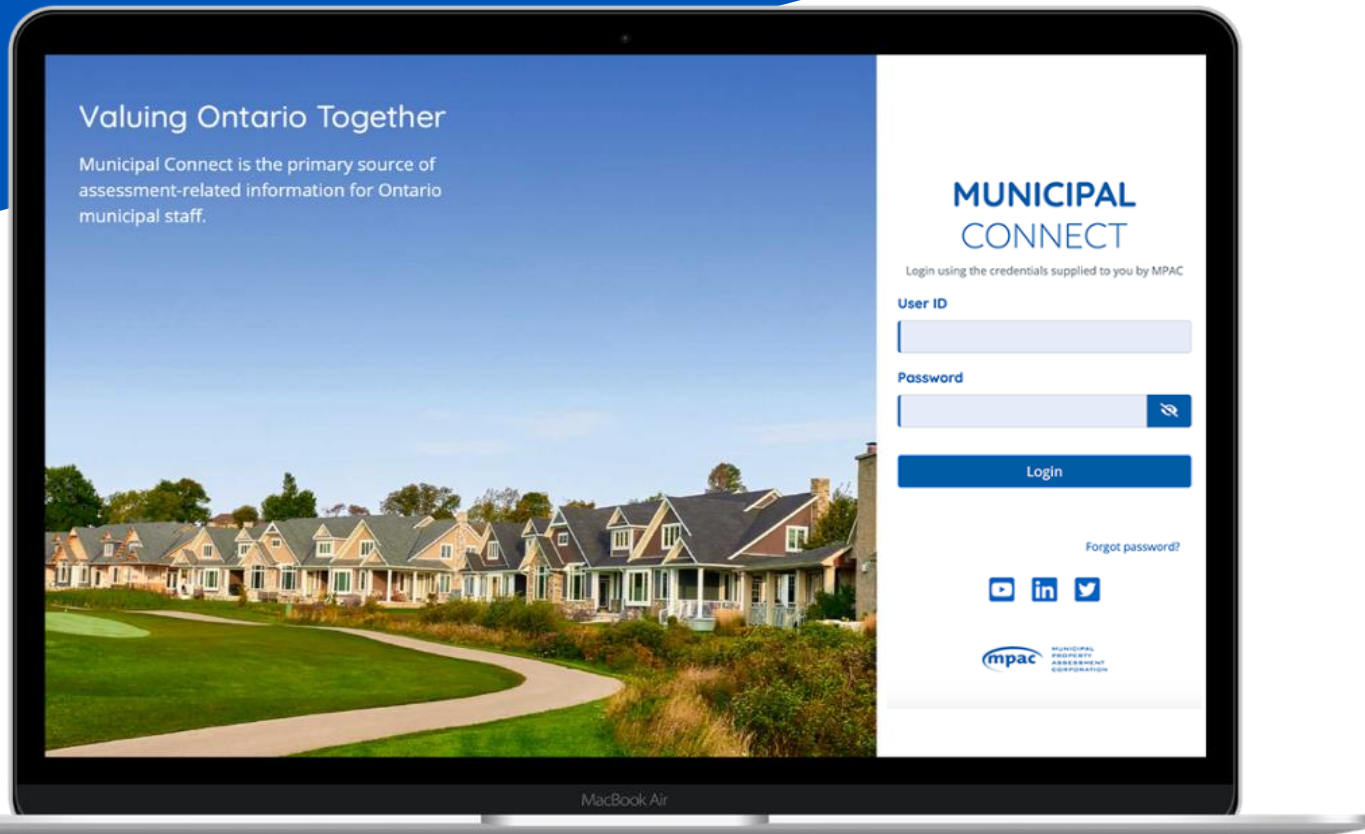 Valuing Ontario Together
Municipal Connect is the primary source of
assessment-related information for Ontario
municipal staff.
MUNICIPAL
CONNECT
Login using the credentials supplied to you by MPAC
User ID
Password
Login
Forgot password?
in
mpac
MUNICIPAL
PROPERTY
ASSESSMENT
CORPORATION
MacBook Air